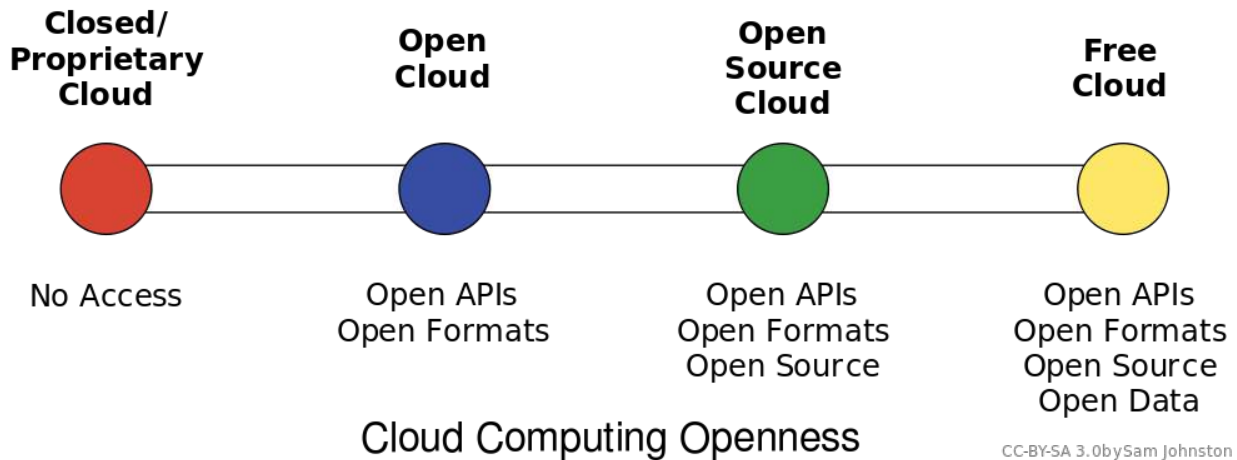 Closed/
Proprietary
Cloud
Open
Cloud
Open
Source
Cloud
Free
Cloud
No Access
Open APIs
Open Formats
Open APIs
Open Formats
Open Source
Open APIs
Open Formats
Open Source
Open Data
Cloud Computing Openness
CC-BY-SA 3.0bySam Johnston